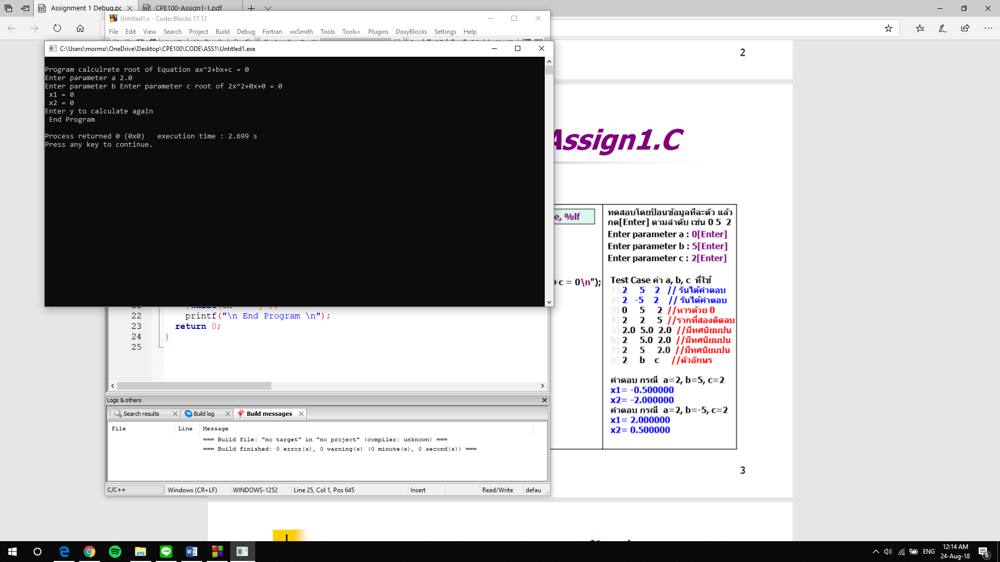 Assignment 1 Debug.pc
CPE100-Assign1-1.pdf
Untitled1.c - Code::Blocks 17.12
File Edit View Search Project Build Debug Fortran wxSmith Tools Tools+ Plugins DoxyBlocks Settings Help
C:\Users\mormo\OneDrive\Desktop\CPE100\CODE\ASS1\Untitled1.exe
Program calculrete root of Equation ax^2+bx+c = 0
Enter parameter a 2.0
Enter parameter b Enter parameter c root of 2x^2+0x+0 = 0
x1 = 0
x2 = 0
Enter y to calculate again
End Program
Process returned 0 (0x0) execution time : 2.699 s
Press any key to continue.
22 printf("\n End Program \n");
23 return 0;
24 }
25
Logs & others
Search results
Build log
Build messages
File Line Message
=== Build file: "no target" in "no project" (compiler: unknown) ===
=== Build finished: 0 error(s), 0 warning(s) (0 minute(s), 0 second(s)) ===
C/C++ Windows (CR+LF) WINDOWS-1252 Line 25, Col 1, Pos 645 Insert Read/Write defau
2
Assign1.C
e, %lf
+c = 0\n");
ทดสอบโดยป้อนข้อมูลทีละตัว แล้ว
กด[Enter] ตามลำดับ เช่น 0 5 2
Enter parameter a : 0[Enter]
Enter parameter b : 5[Enter]
Enter parameter c : 2[Enter]
Test Case ค่า a, b, c ที่ใช้
1) 2 5 2 // รันได้คำตอบ
2) 2 -5 2 // รันได้คำตอบ
3) 0 5 2 //หารด้วย 0
4) 2 2 5 //รากที่สองติดลบ
5) 2.0 5.0 2.0 //มีทศนิยมปน
6) 2 5.0 2.0 //มีทศนิยมปน
7) 2 5 2.0 //มีทศนิยมปน
8) 2 b c //ตัวอักษร
คำตอบ กรณี a=2, b=5, c=2
x1= -0.500000
x2= -2.000000
คำตอบ กรณี a=2, b=-5, c=2
x1= 2.000000
x2= 0.500000
3
ENG
12:14 AM
24-Aug-18
6